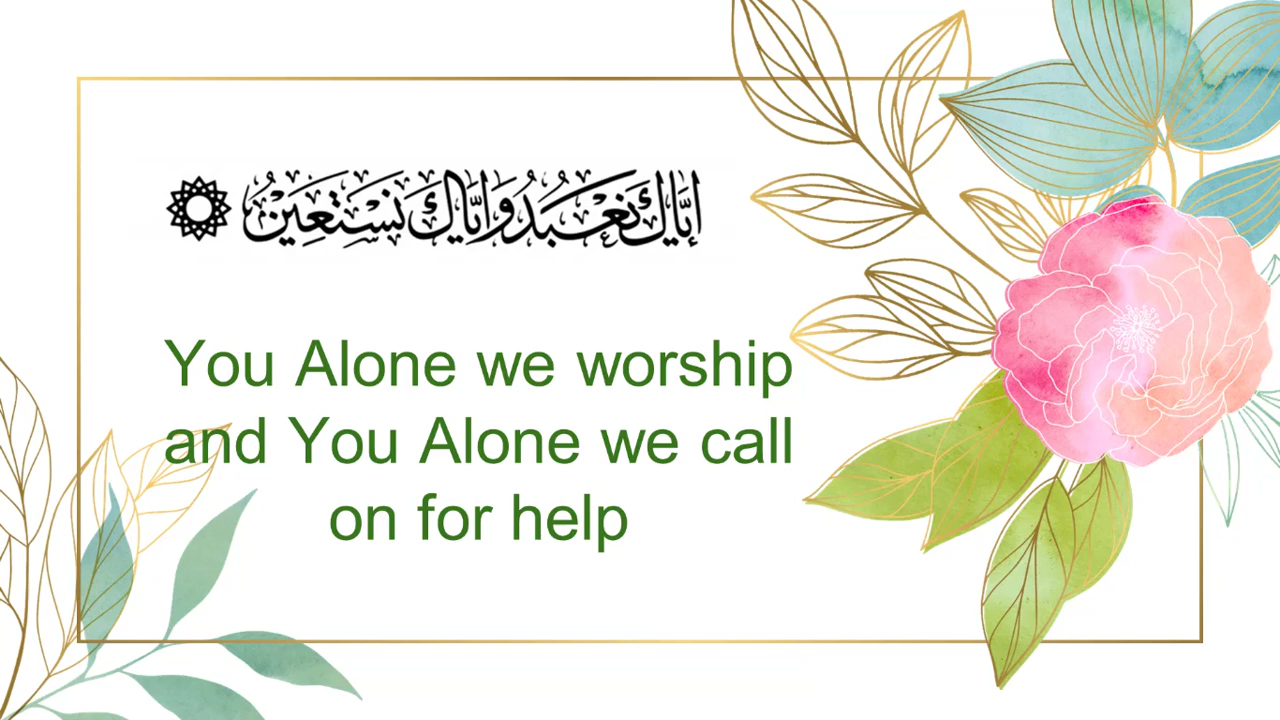 إِيَّاكَ نَعْبُدُ وَإِيَّاكَ نَسْتَعِينُ
You Alone we worship
and You Alone we call
on for help